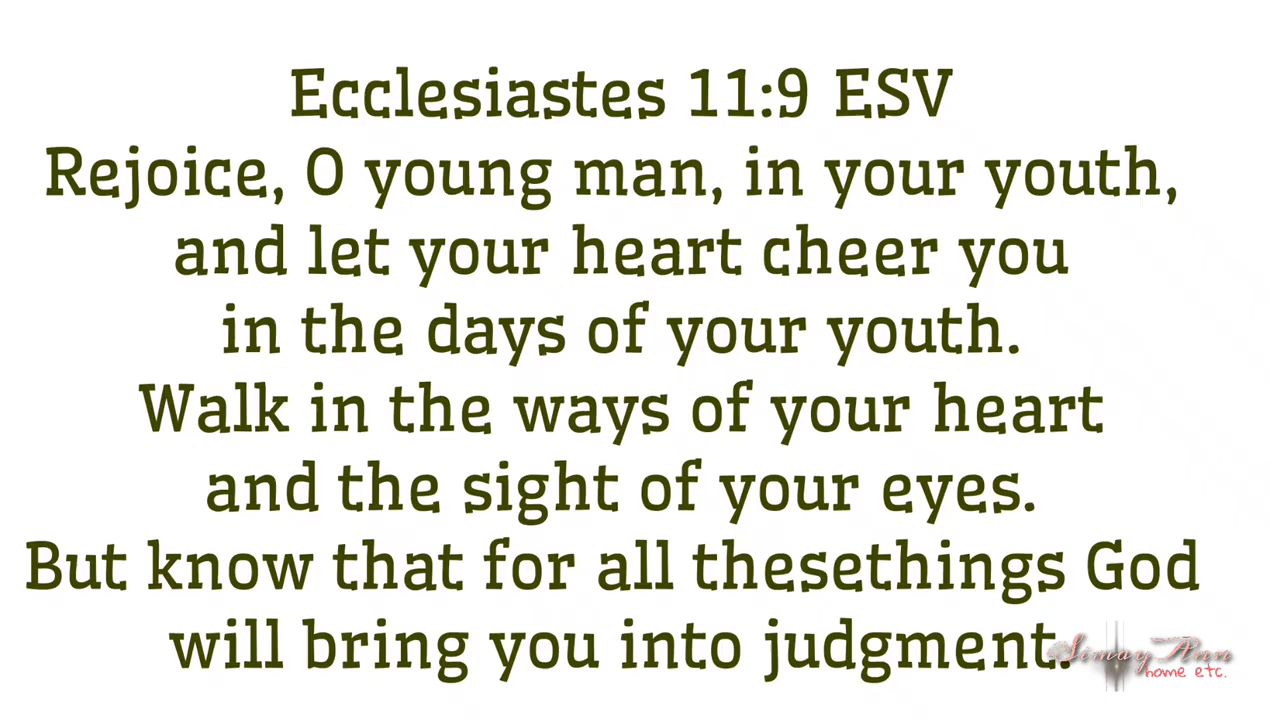 Ecclesiastes 11:9 ESV
Rejoice, O young man, in your youth,
and let your heart cheer you
in the days of your youth.
Walk in the ways of your heart
and the sight of your eyes.
But know that for all thesethings God
will bring you into judgment.
Simay Ann
home etc.